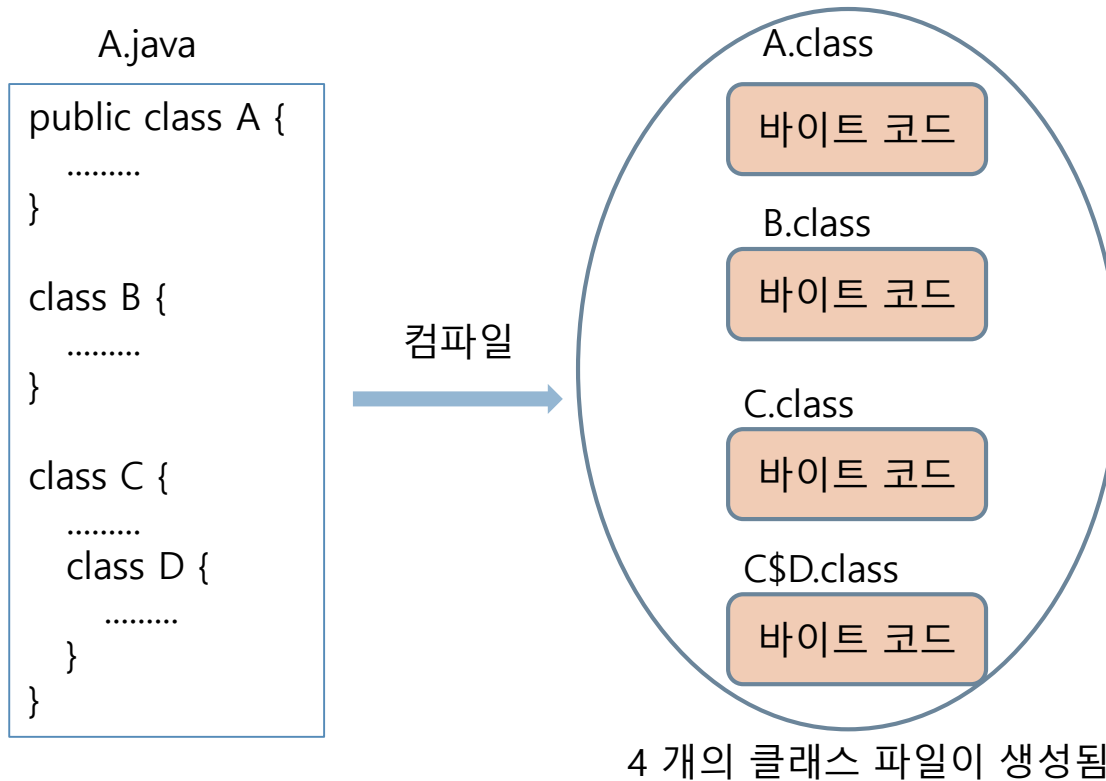 A.java
public class A {
.........
}
class B {
.........
}
class C {
.........
class D {
.........
}
}
컴파일
A.class
바이트 코드
B.class
바이트 코드
C.class
바이트 코드
C$D.class
바이트 코드
4 개의 클래스 파일이 생성됨